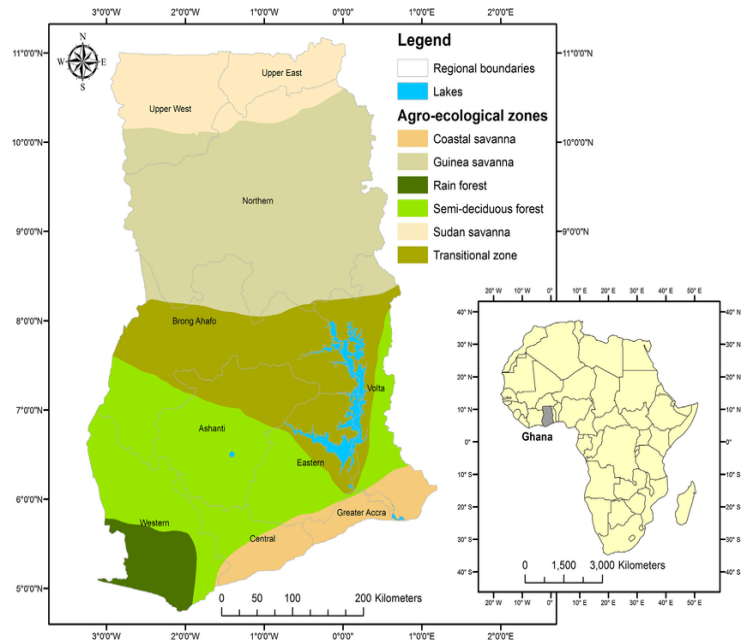 3°0'0"W 2°0'0"W 1°0'0"W 0°0'0" 1°0'0"E 2°0'0"E
N
W E
S
11°0'0"N 11°0'0"N
10°0'0"N 10°0'0"N
9°0'0"N 9°0'0"N
8°0'0"N
7°0'0"N
6°0'0"N
5°0'0"N
Upper East
Upper West
Northern
Brong Ahafo
Volta
Ashanti
Eastern
Western
Greater Accra
Central
Legend
Regional boundaries
Lakes
Agro-ecological zones
Coastal savanna
Guinea savanna
Rain forest
Semi-deciduous forest
Sudan savanna
Transitional zone
0 50 100 200 Kilometers
3°0'0"W 2°0'0"W 1°0'0"W 0°0'0" 1°0'0"E 2°0'0"E
20° W 10° W 0° 10° E 20° E 30° E 40° E 50° E
40° N 40° N
30° N 30° N
20° N 20° N
10° N 10° N
0° 0°
10° S 10° S
20° S 20° S
30° S 30° S
40° S 40° S
Ghana
0 1,500 3,000 Kilometers
20° W 10° W 0° 10° E 20° E 30° E 40° E 50° E